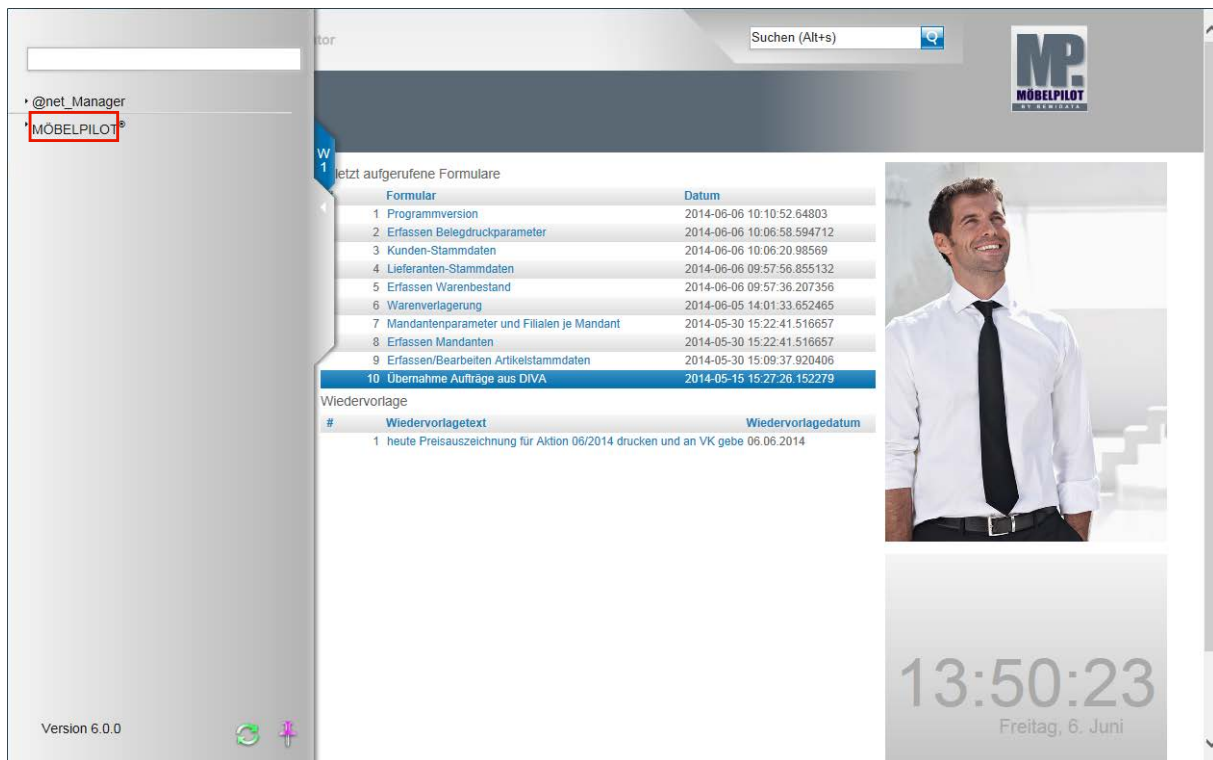 itor
Suchen (Alt+s)
MP.
MÖBELPILOT
BY BEMIDATA
@net_Manager
MÖBELPILOT®
W
1
letzt aufgerufene Formulare
Formular Datum
1 Programmversion 2014-06-06 10:10:52.64803
2 Erfassen Belegdruckparameter 2014-06-06 10:06:58.594712
3 Kunden-Stammdaten 2014-06-06 10:06:20.98569
4 Lieferanten-Stammdaten 2014-06-06 09:57:56.855132
5 Erfassen Warenbestand 2014-06-06 09:57:36.207356
6 Warenverlagerung 2014-06-05 14:01:33.652465
7 Mandantenparameter und Filialen je Mandant 2014-05-30 15:22:41.516657
8 Erfassen Mandanten 2014-05-30 15:22:41.516657
9 Erfassen/Bearbeiten Artikelstammdaten 2014-05-30 15:09:37.920406
10 Übernahme Aufträge aus DIVA 2014-05-15 15:27:26.152279
Wiedervorlage
# Wiedervorlagetext Wiedervorlagedatum
1 heute Preisauszeichnung für Aktion 06/2014 drucken und an VK gebe 06.06.2014
13:50:23
Freitag, 6. Juni
Version 6.0.0